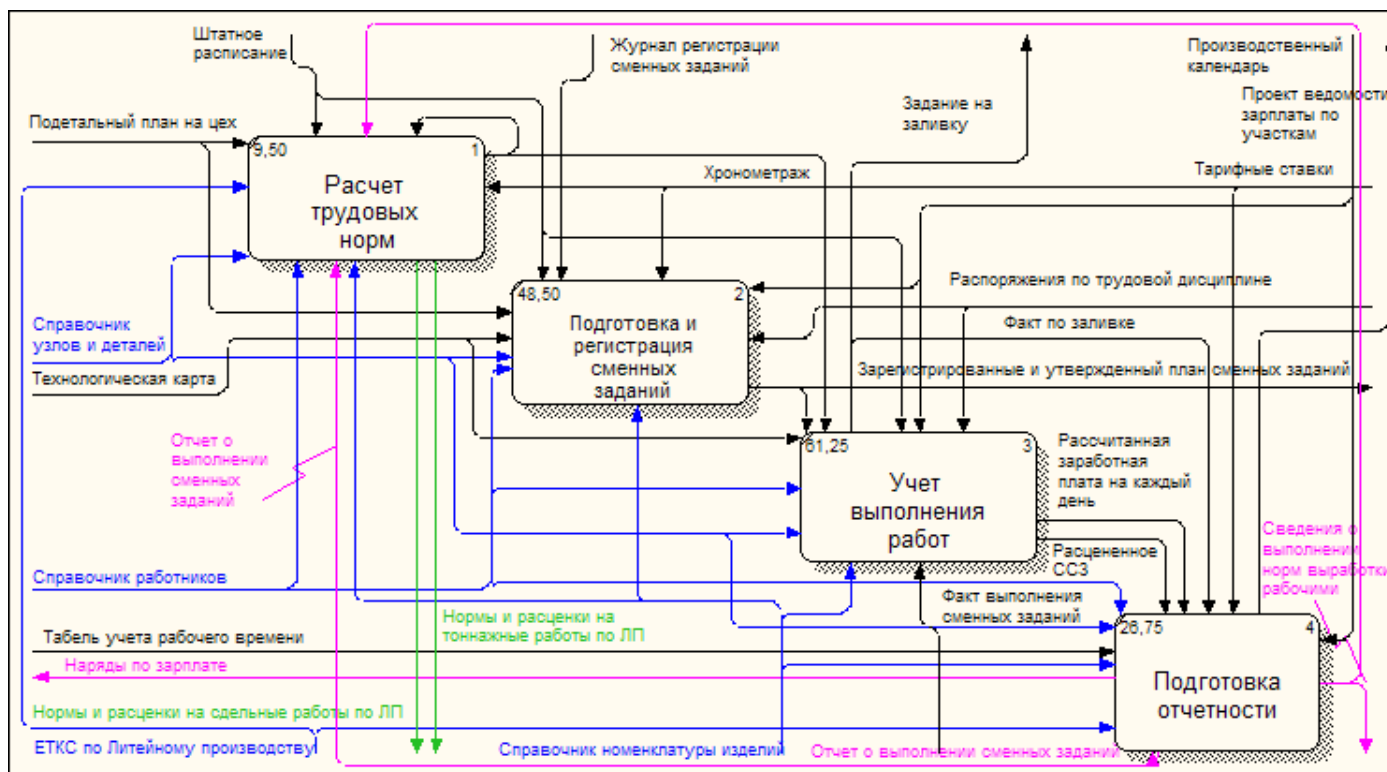 Штатное
расписание
Журнал регистрации
сменных заданий
Производственный
календарь
Задание на
заливку
Проект ведомости
зарплаты по
участкам
Подетальный план на цех
9,50
1
Расчет
трудовых
норм
Хронометраж
Тарифные ставки
Распоряжения по трудовой дисциплине
48,50
2
Подготовка и
регистрация
сменных
заданий
Факт по заливке
Справочник
узлов и деталей
Технологическая карта
Зарегистрированные и утвержденный план сменных заданий
Отчет о
выполнении
сменных
заданий
61,25
3
Учет
выполнения
работ
Рассчитанная
заработная
плата на каждый
день
Расцененное
ССЗ
Сведения о
выполнении
норм выработки
рабочими
Справочник работников
Факт выполнения
сменных заданий
Нормы и расценки на
тоннажные работы по ЛП
Табель учета рабочего времени
26,75
4
Подготовка
отчетности
Наряды по зарплате
Нормы и расценки на сдельные работы по ЛП
ЕТКС по Литейному производству
Справочник номенклатуры изделий
Отчет о выполнении сменных заданий